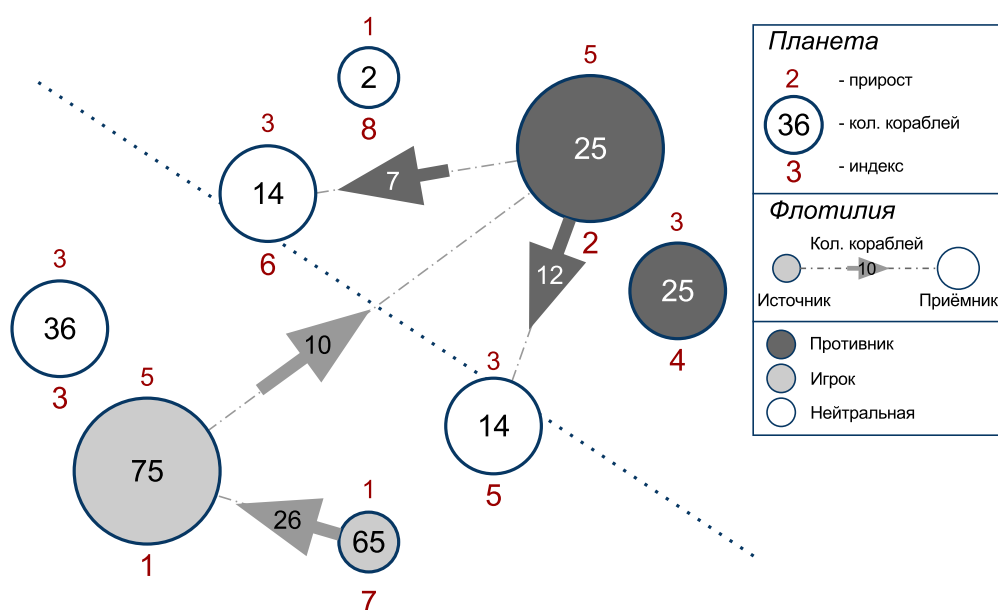 1
2
8
5
25
2
3
14
6
7
12
3
25
4
3
36
3
10
3
14
5
5
75
1
26
1
65
7
Планета
2 - прирост
36 - кол. кораблей
3 - индекс
Флотилия
Кол. кораблей
10
Источник Приёмник
Противник
Игрок
Нейтральная